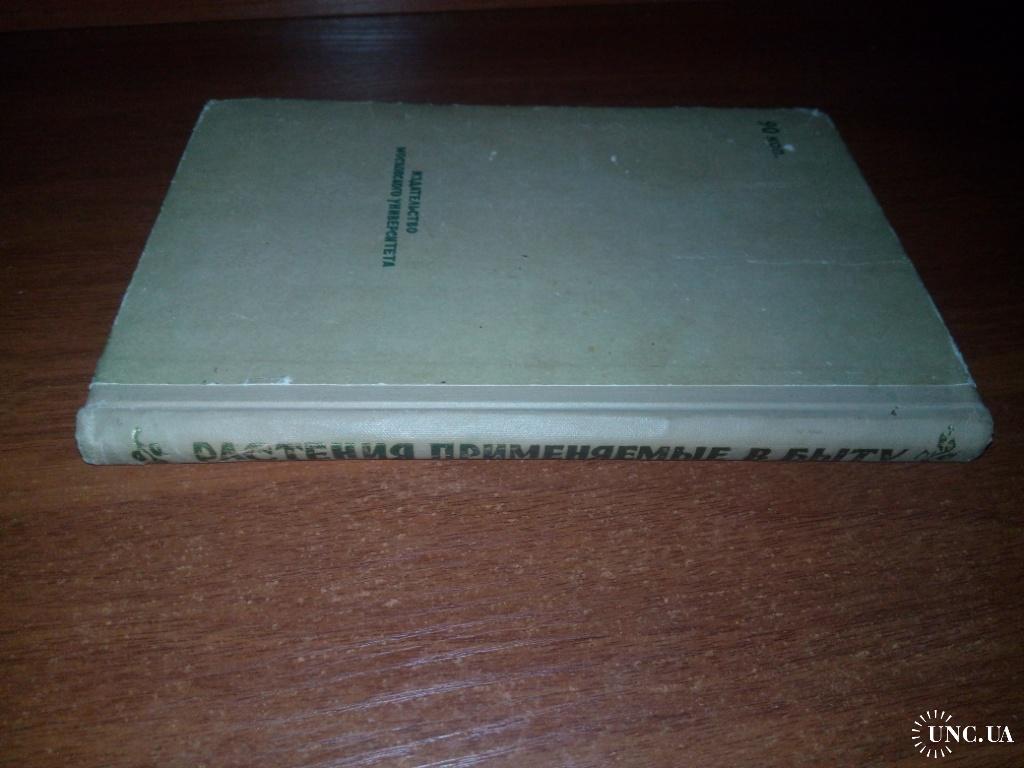 90 коп.
ИЗДАТЕЛЬСТВО
МОСКОВСКОГО УНИВЕРСИТЕТА
РАСТЕНИЯ ПРИМЕНЯЕМЫЕ В БЫТУ
UNC.UA